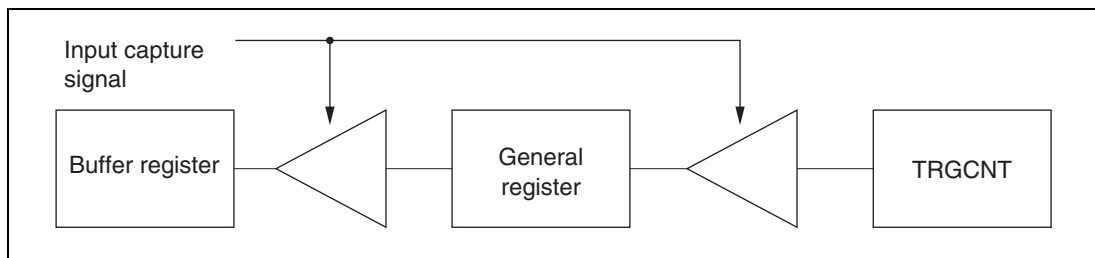 Input capture
signal
Buffer register
General
register
TRGCNT